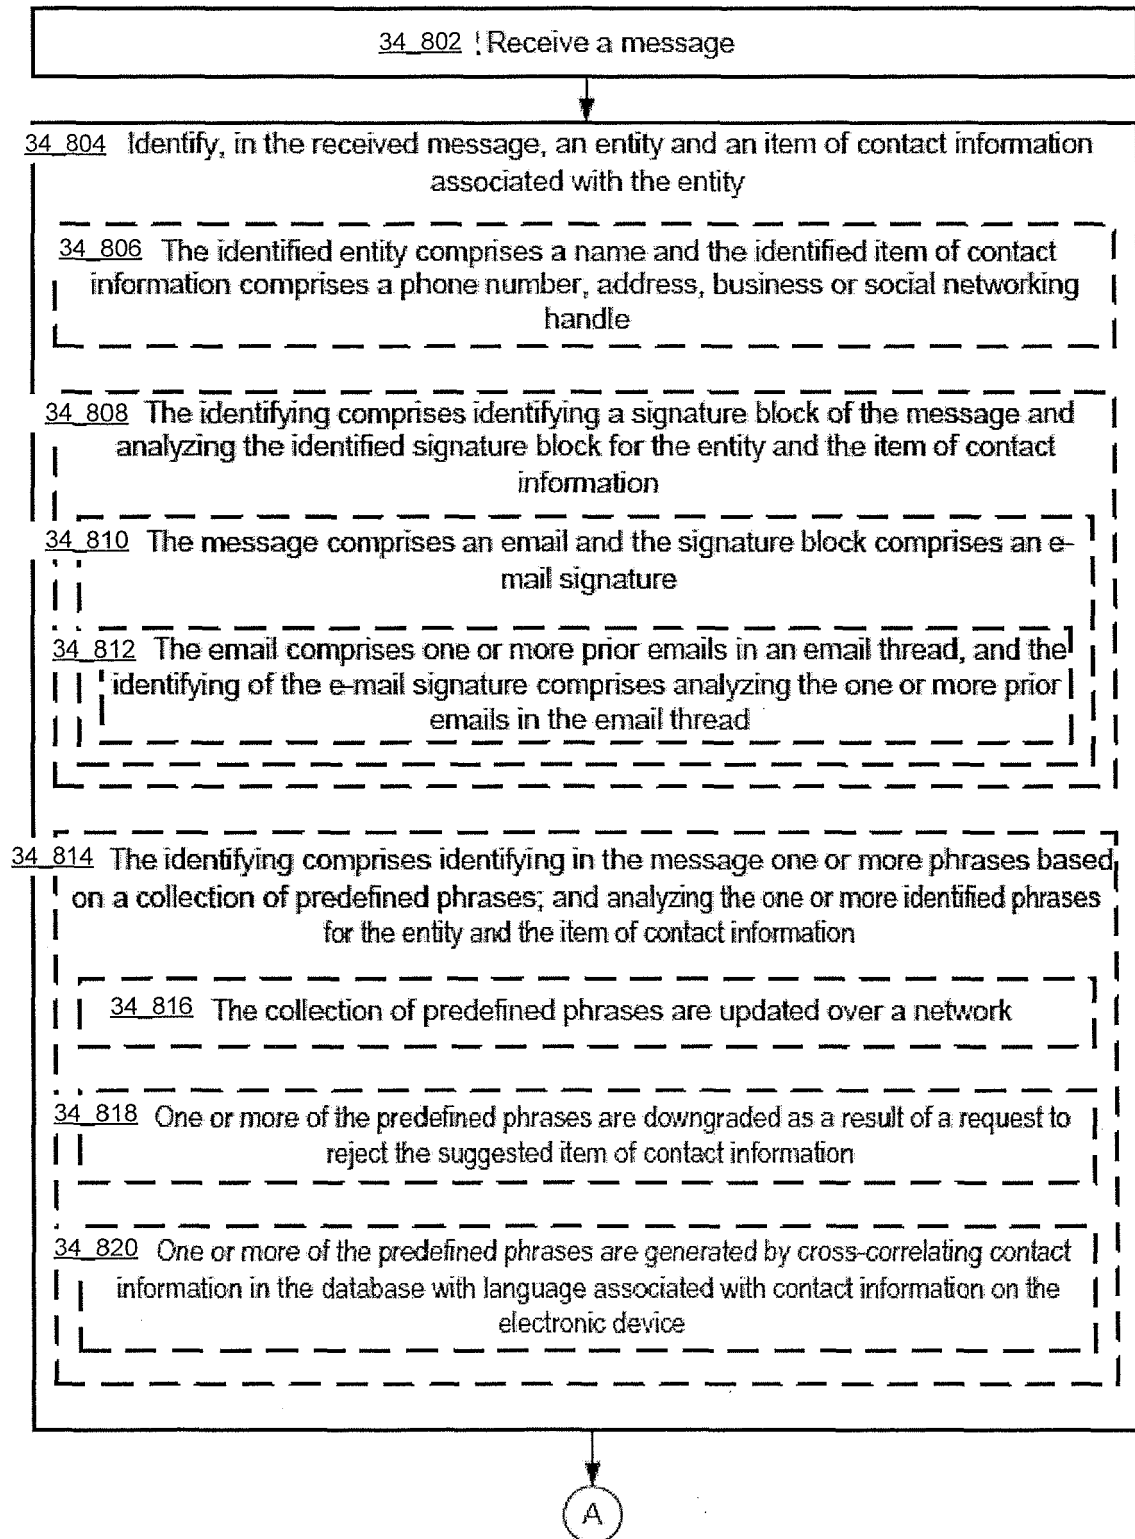 34_802 Receive a message
34_804 Identify, in the received message, an entity and an item of contact information
associated with the entity
34_806 The identified entity comprises a name and the identified item of contact
information comprises a phone number, address, business or social networking
handle
34_808 The identifying comprises identifying a signature block of the message and
analyzing the identified signature block for the entity and the item of contact
information
34_810 The message comprises an email and the signature block comprises an e-
mail signature
34_812 The email comprises one or more prior emails in an email thread, and the
identifying of the e-mail signature comprises analyzing the one or more prior
emails in the email thread
34_814 The identifying comprises identifying in the message one or more phrases based
on a collection of predefined phrases; and analyzing the one or more identified phrases
for the entity and the item of contact information
34_816 The collection of predefined phrases are updated over a network
34_818 One or more of the predefined phrases are downgraded as a result of a request to
reject the suggested item of contact information
34_820 One or more of the predefined phrases are generated by cross-correlating contact
information in the database with language associated with contact information on the
electronic device
A